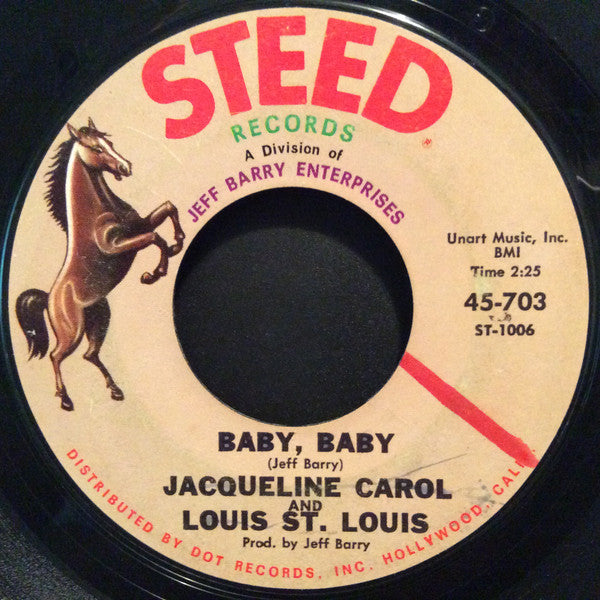 STEED
RECORDS
A Division of
JEFF BARRY ENTERPRISES
Unart Music, Inc.
BMI
Time 2:25
45-703
ST-1006
BABY, BABY
(Jeff Barry)
JACQUELINE CAROL
AND
LOUIS ST. LOUIS
Prod. by Jeff Barry
DISTRIBUTED BY DOT RECORDS, INC. HOLLYWOOD, CALIF.